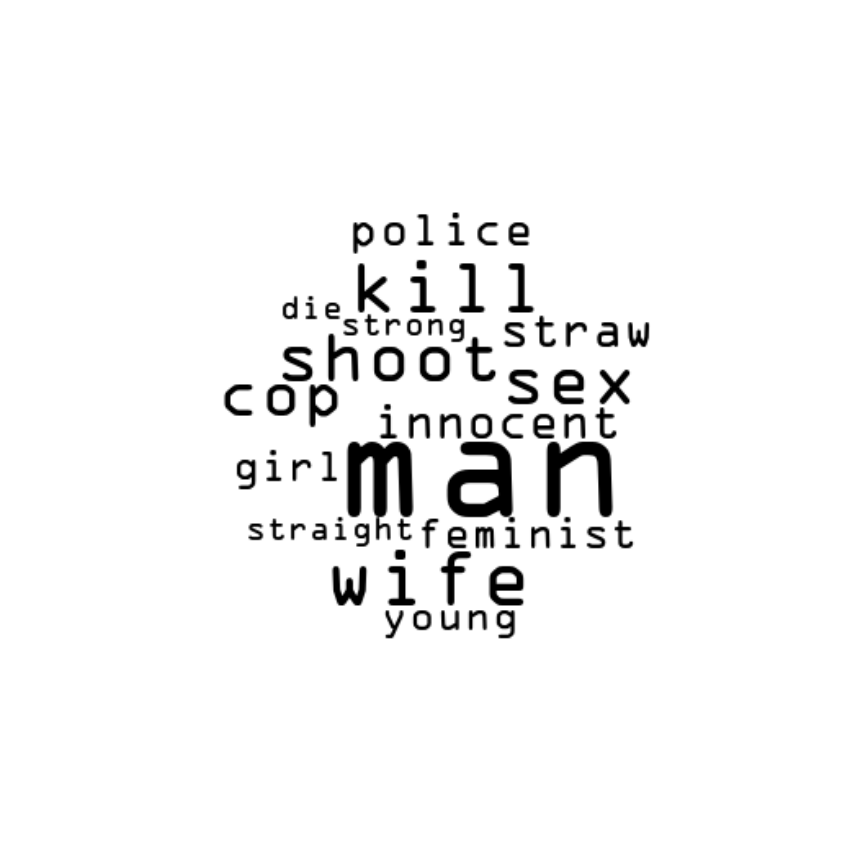 police
kill
die
strong
straw
shoot
sex
cop
innocent
girl
man
straight
feminist
wife
young